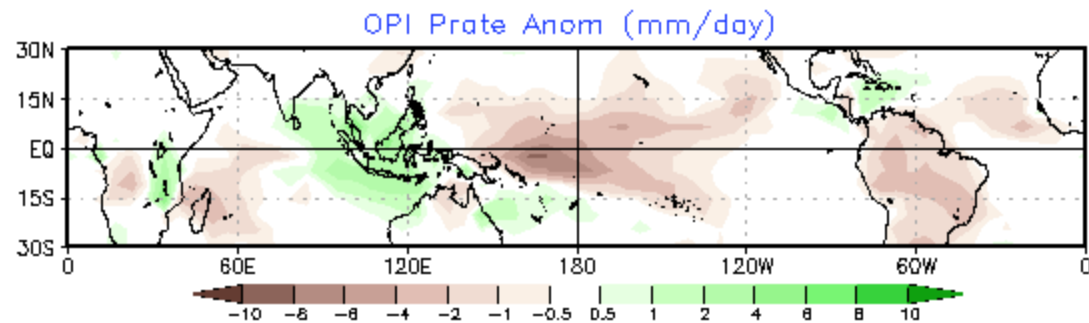 OPI Prate Anom (mm/day)
30N
15N
EQ
15S
30S
0 60E 120E 180 120W 60W 0
-10 -8 -6 -4 -2 -1 -0.5 0.5 1 2 4 6 8 10